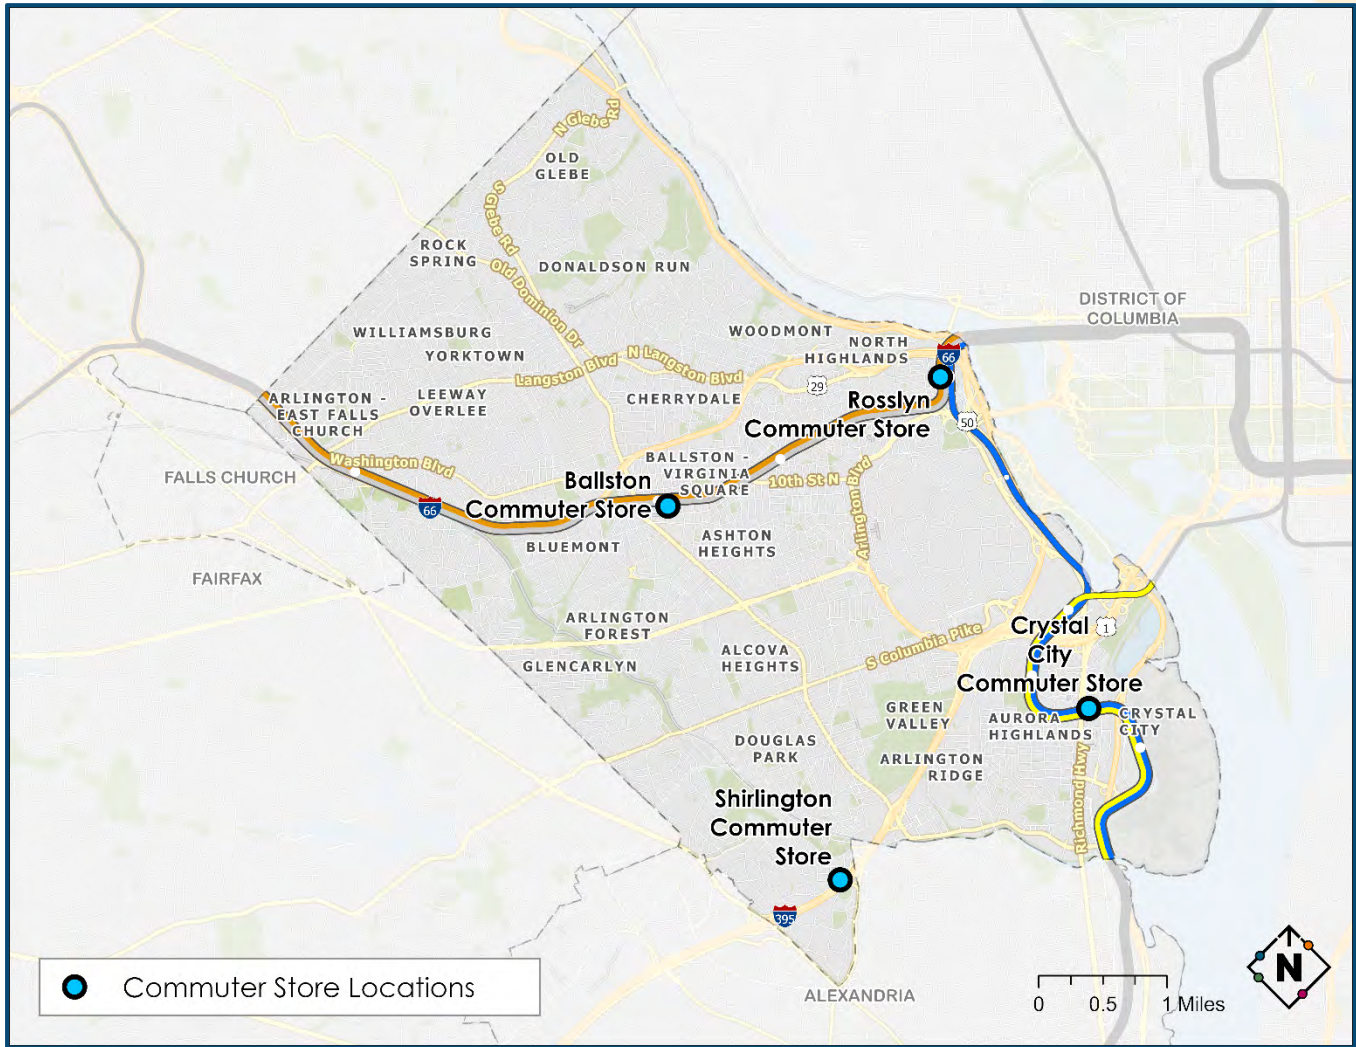 N Glebe Rd
OLD
GLEBE
S Glebe Rd
ROCK
SPRING
DONALDSON RUN
Old Dominion Dr
DISTRICT OF
COLUMBIA
WILLIAMSBURG
WOODMONT
YORKTOWN
NORTH
HIGHLANDS
66
Langston Blvd
N Langston Blvd
29
ARLINGTON -
EAST FALLS
CHURCH
LEEWAY
OVERLEE
CHERRYDALE
Rosslyn
Commuter Store
50
Washington Blvd
FALLS CHURCH
BALLSTON -
VIRGINIA
SQUARE
10th St N
Arlington Blvd
Ballston
Commuter Store
66
BLUEMONT
ASHTON
HEIGHTS
FAIRFAX
ARLINGTON
FOREST
Crystal
City
Commuter Store
1
S Columbia Pike
GLENCARLYN
ALCOVA
HEIGHTS
GREEN
VALLEY
AURORA
HIGHLANDS
CRYSTAL
CITY
DOUGLAS
PARK
ARLINGTON
RIDGE
Richmond Hwy
Shirlington
Commuter
Store
395
ALEXANDRIA
Commuter Store Locations
0 0.5 1 Miles
N